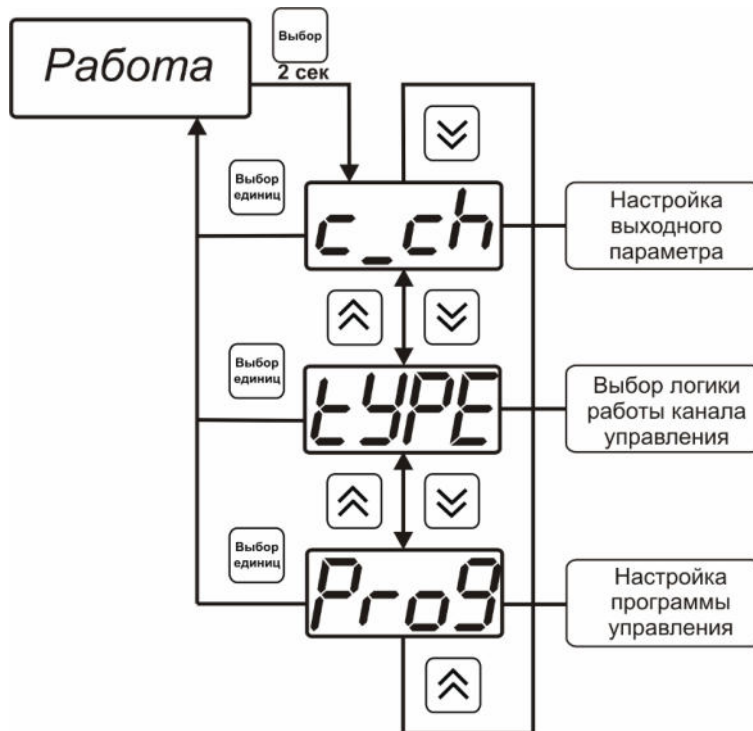 Работа
Выбор
2 сек
Выбор
единиц
c_ch
Настройка
выходного
параметра
Выбор
единиц
tYPE
Выбор логики
работы канала
управления
Выбор
единиц
Prog
Настройка
программы
управления